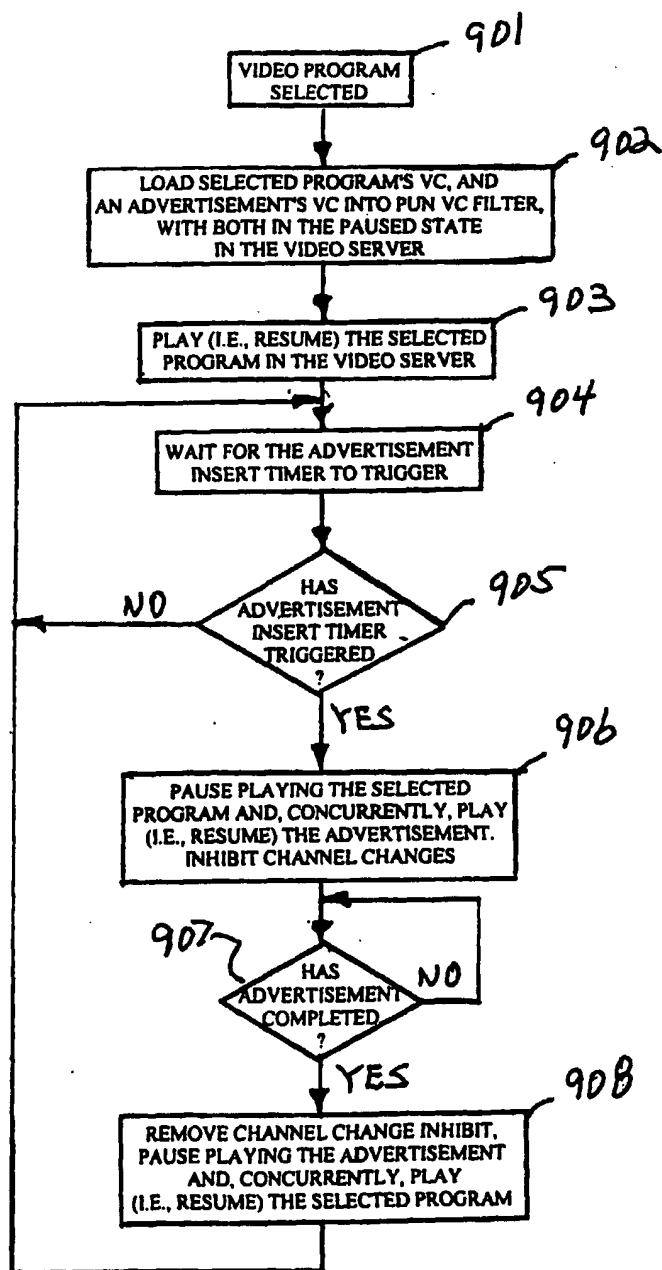 901
VIDEO PROGRAM
SELECTED
902
LOAD SELECTED PROGRAM'S VC, AND
AN ADVERTISEMENT'S VC INTO PUN VC FILTER,
WITH BOTH IN THE PAUSED STATE
IN THE VIDEO SERVER
903
PLAY (I.E., RESUME) THE SELECTED
PROGRAM IN THE VIDEO SERVER
904
WAIT FOR THE ADVERTISEMENT
INSERT TIMER TO TRIGGER
905
HAS
ADVERTISEMENT
INSERT TIMER
TRIGGERED
?
NO
YES
906
PAUSE PLAYING THE SELECTED
PROGRAM AND, CONCURRENTLY, PLAY
(I.E., RESUME) THE ADVERTISEMENT.
INHIBIT CHANNEL CHANGES
907
HAS
ADVERTISEMENT
COMPLETED
?
NO
YES
908
REMOVE CHANNEL CHANGE INHIBIT,
PAUSE PLAYING THE ADVERTISEMENT
AND, CONCURRENTLY, PLAY
(I.E., RESUME) THE SELECTED PROGRAM